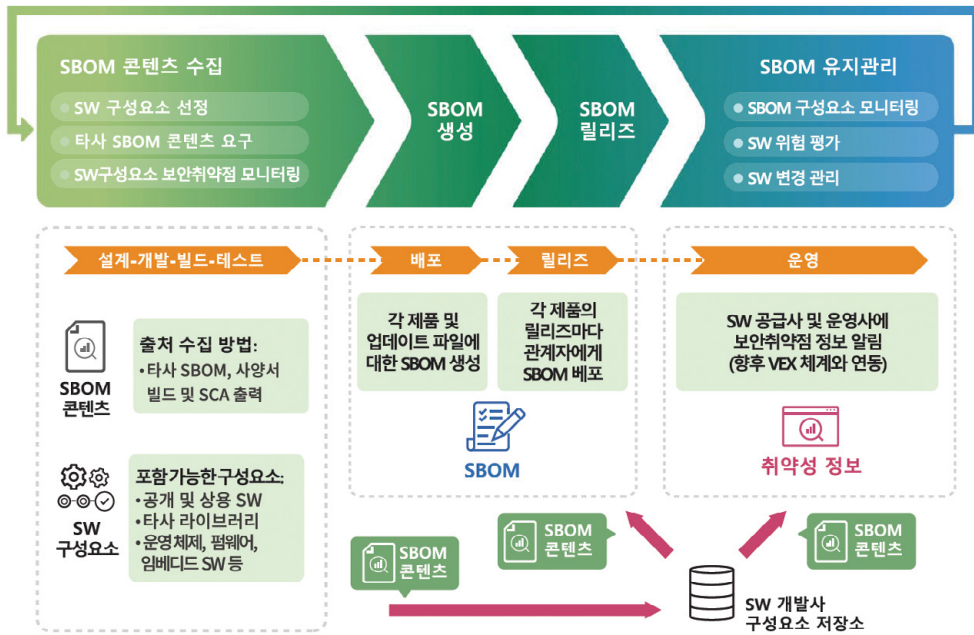 SBOM 콘텐츠 수집
SW 구성요소 선정
타사 SBOM 콘텐츠 요구
SW구성요소 보안취약점 모니터링
SBOM
생성
SBOM
릴리즈
SBOM 유지관리
SBOM 구성요소 모니터링
SW 위험 평가
SW 변경 관리
설계-개발-빌드-테스트
배포
릴리즈
운영
SBOM
콘텐츠
출처 수집 방법:
•타사 SBOM, 사양서
빌드 및 SCA 출력
SW
구성요소
포함가능한구성요소:
•공개 및 상용 SW
•타사 라이브러리
•운영체제, 펌웨어,
임베디드 SW 등
각 제품 및
업데이트 파일에
대한 SBOM 생성
각 제품의
릴리즈마다
관계자에게
SBOM 베포
SBOM
SW 공급사 및 운영사에
보안취약점 정보 알림
(향후 VEX 체계와 연동)
취약성 정보
SBOM
콘텐츠
SBOM
콘텐츠
SBOM
콘텐츠
SW 개발사
구성요소 저장소